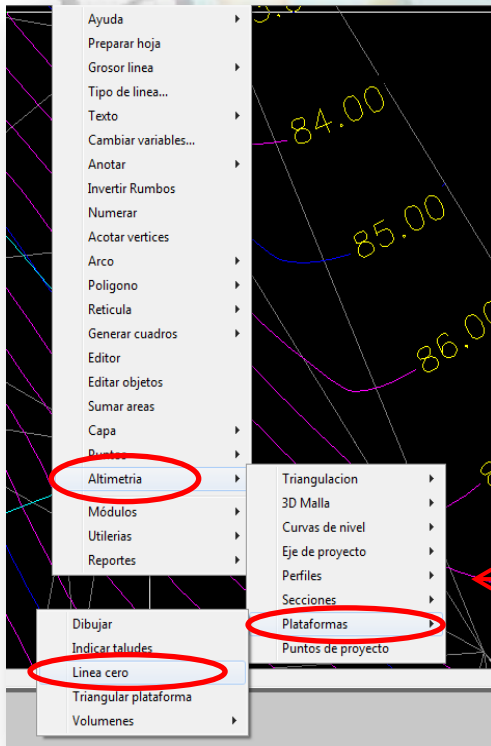 Ayuda
Preparar hoja
Grosor linea
Tipo de linea...
Texto
Cambiar variables...
Anotar
Invertir Rumbos
Numerar
Acotar vertices
Arco
Poligono
Reticula
Generar cuadros
Editor
Editar objetos
Sumar areas
Capa
Puntos
Altimetria
Módulos
Utilerias
Reportes
Triangulacion
3D Malla
Curvas de nivel
Eje de proyecto
Perfiles
Secciones
Plataformas
Puntos de proyecto
Dibujar
Indicar taludes
Linea cero
Triangular plataforma
Volumenes
84.00
85.00